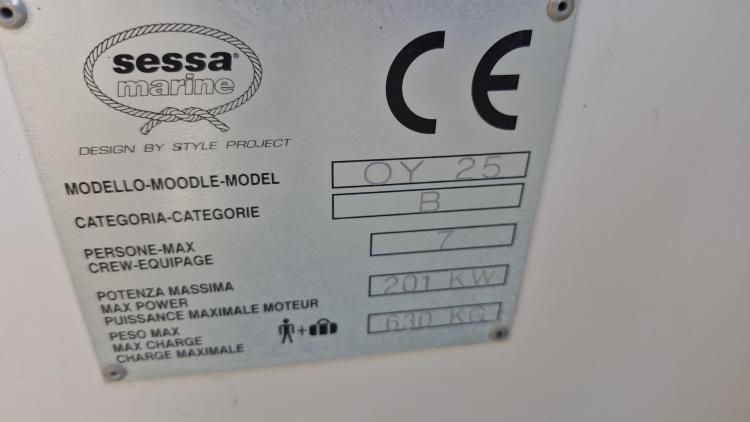 sessa®
marine
CE
DESIGN BY STYLE PROJECT
MODELLO-MOODLE-MODEL OY 25
CATEGORIA-CATEGORIE B
PERSONE-MAX
CREW-EQUIPAGE 7
POTENZA MASSIMA
MAX POWER 201 KW
PUISSANCE MAXIMALE MOTEUR
PESO MAX
MAX CHARGE + 630 KG
CHARGE MAXIMALE